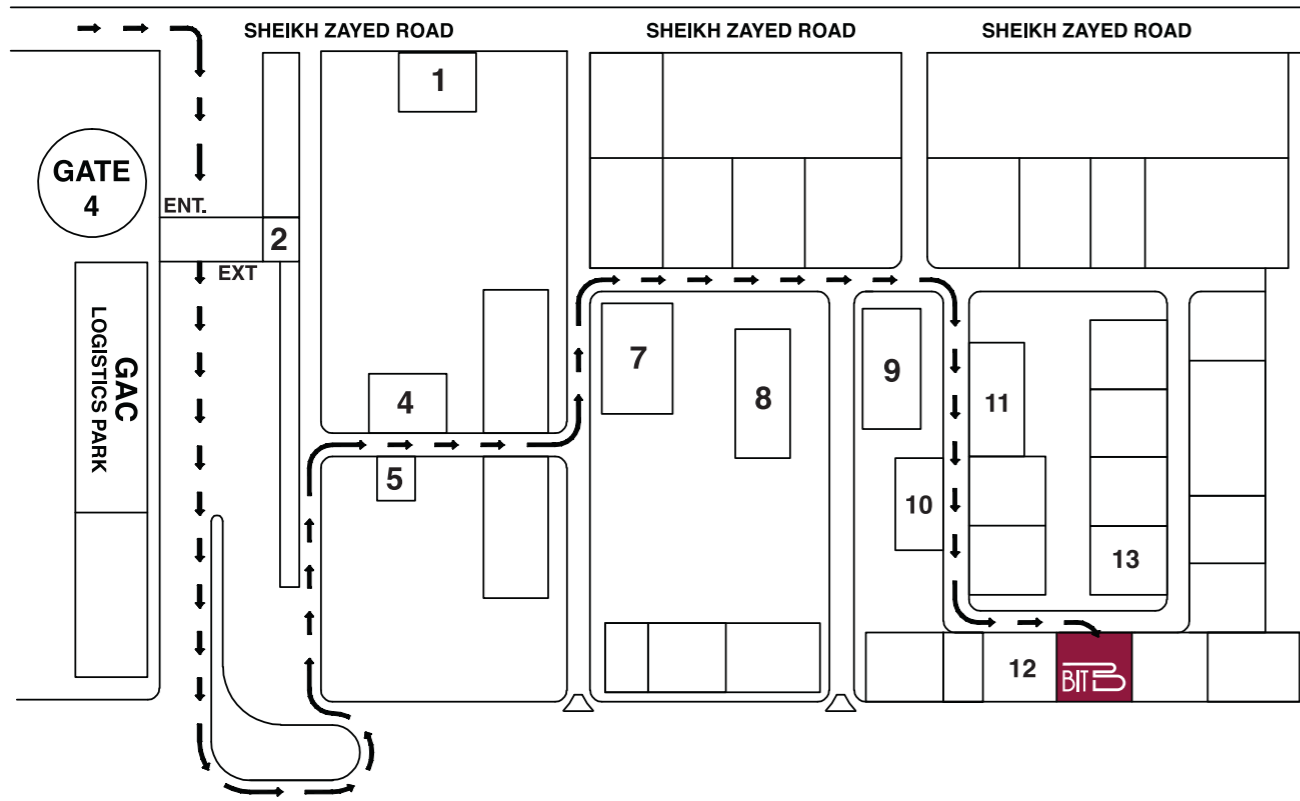 SHEIKH ZAYED ROAD
SHEIKH ZAYED ROAD
SHEIKH ZAYED ROAD
1
GATE
4
ENT.
2
EXT
GAC
LOGISTICS PARK
4
5
7
8
9
10
11
13
12
BIT